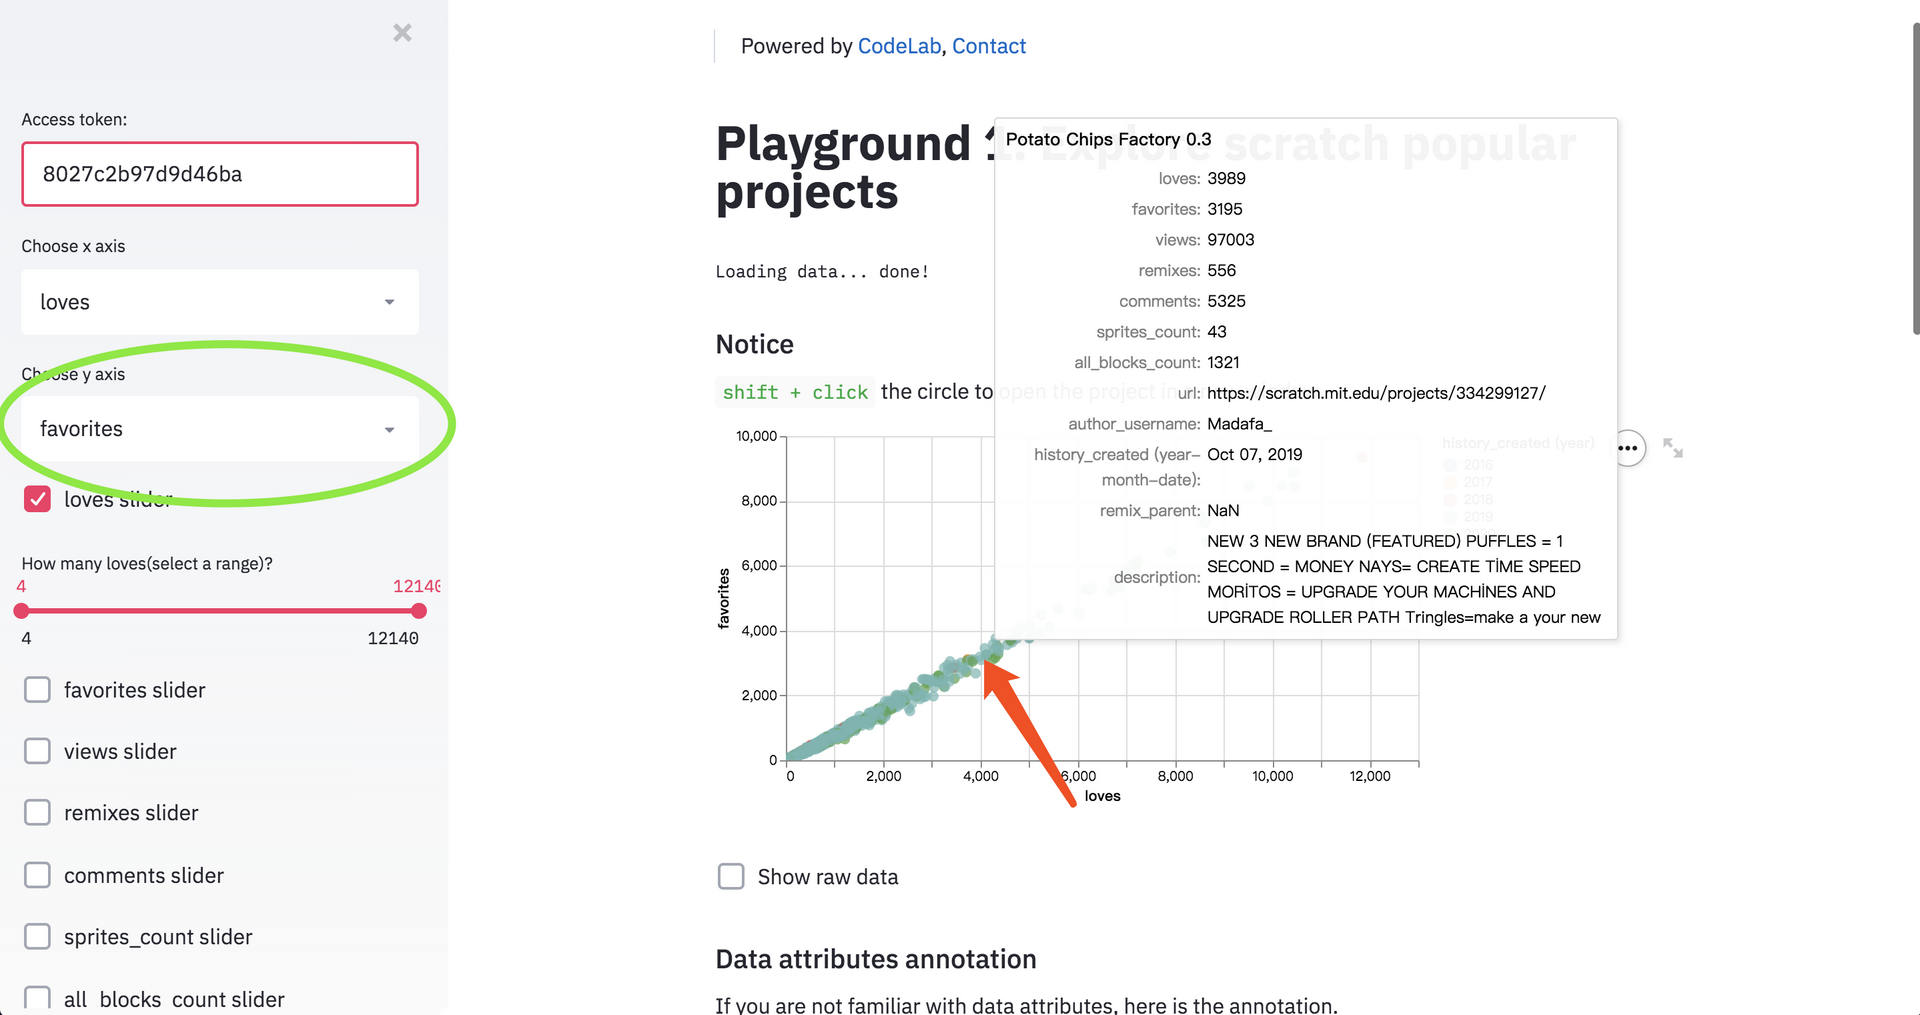 ×
Access token:
8027c2b97d9d46ba
Choose x axis
loves
Choose y axis
favorites
loves slider
How many loves(select a range)?
4 12140
4 12140
favorites slider
views slider
remixes slider
comments slider
sprites_count slider
all_blocks_count slider
Powered by CodeLab, Contact
Playground 1. Explore scratch popular
projects
Loading data... done!
Notice
shift + click the circle to open the project in
Potato Chips Factory 0.3
loves: 3989
favorites: 3195
views: 97003
remixes: 556
comments: 5325
sprites_count: 43
all_blocks_count: 1321
url: https://scratch.mit.edu/projects/334299127/
author_username: Madafa_
history_created (year-month-date): Oct 07, 2019
remix_parent: NaN
description: NEW 3 NEW BRAND (FEATURED) PUFFLES = 1
SECOND = MONEY NAYS= CREATE TİME SPEED
MORİTOS = UPGRADE YOUR MACHİNES AND
UPGRADE ROLLER PATH Tringles=make a your new
history_created (year)
2016
2017
2018
2019
10,000
8,000
6,000
4,000
2,000
0
favorites
0 2,000 4,000 6,000 8,000 10,000 12,000
loves
Show raw data
Data attributes annotation
If you are not familiar with data attributes, here is the annotation.